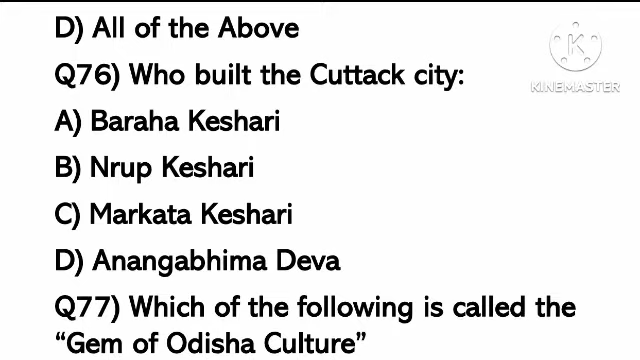 D) All of the Above
Q76) Who built the Cuttack city:
A) Baraha Keshari
B) Nrup Keshari
C) Markata Keshari
D) Anangabhima Deva
Q77) Which of the following is called the
“Gem of Odisha Culture”
K
KINEMASTER